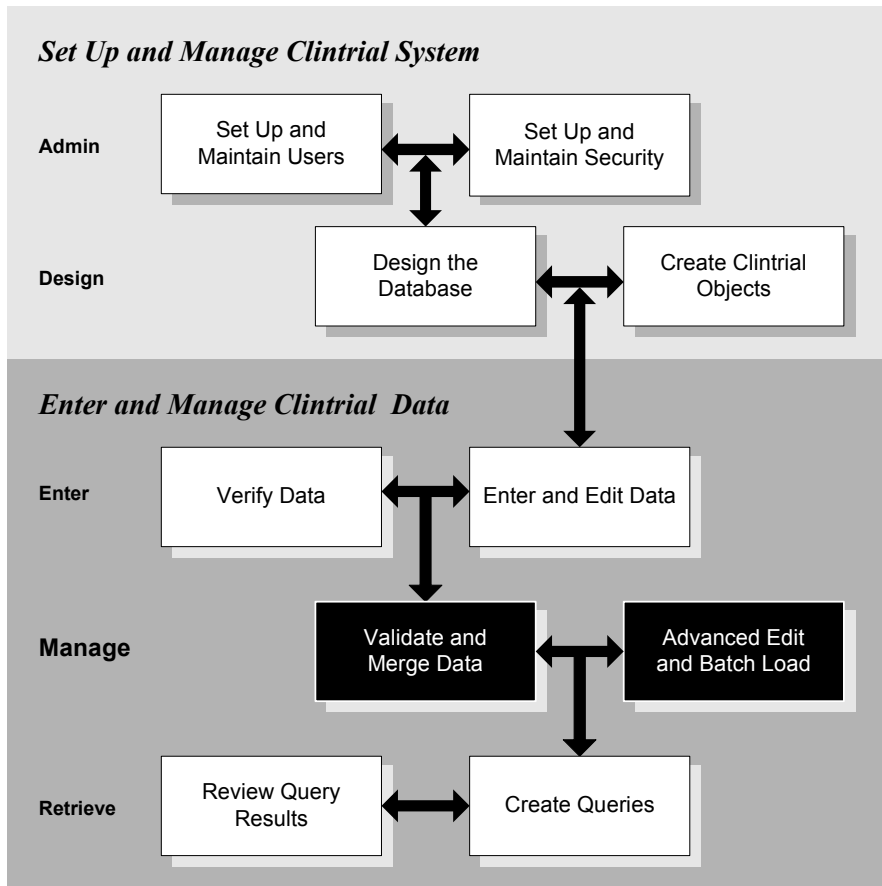 Set Up and Manage Clintrial System
Admin
Set Up and
Maintain Users
Set Up and
Maintain Security
Design
Design the
Database
Create Clintrial
Objects
Enter and Manage Clintrial Data
Enter
Verify Data
Enter and Edit Data
Manage
Validate and
Merge Data
Advanced Edit
and Batch Load
Retrieve
Review Query
Results
Create Queries